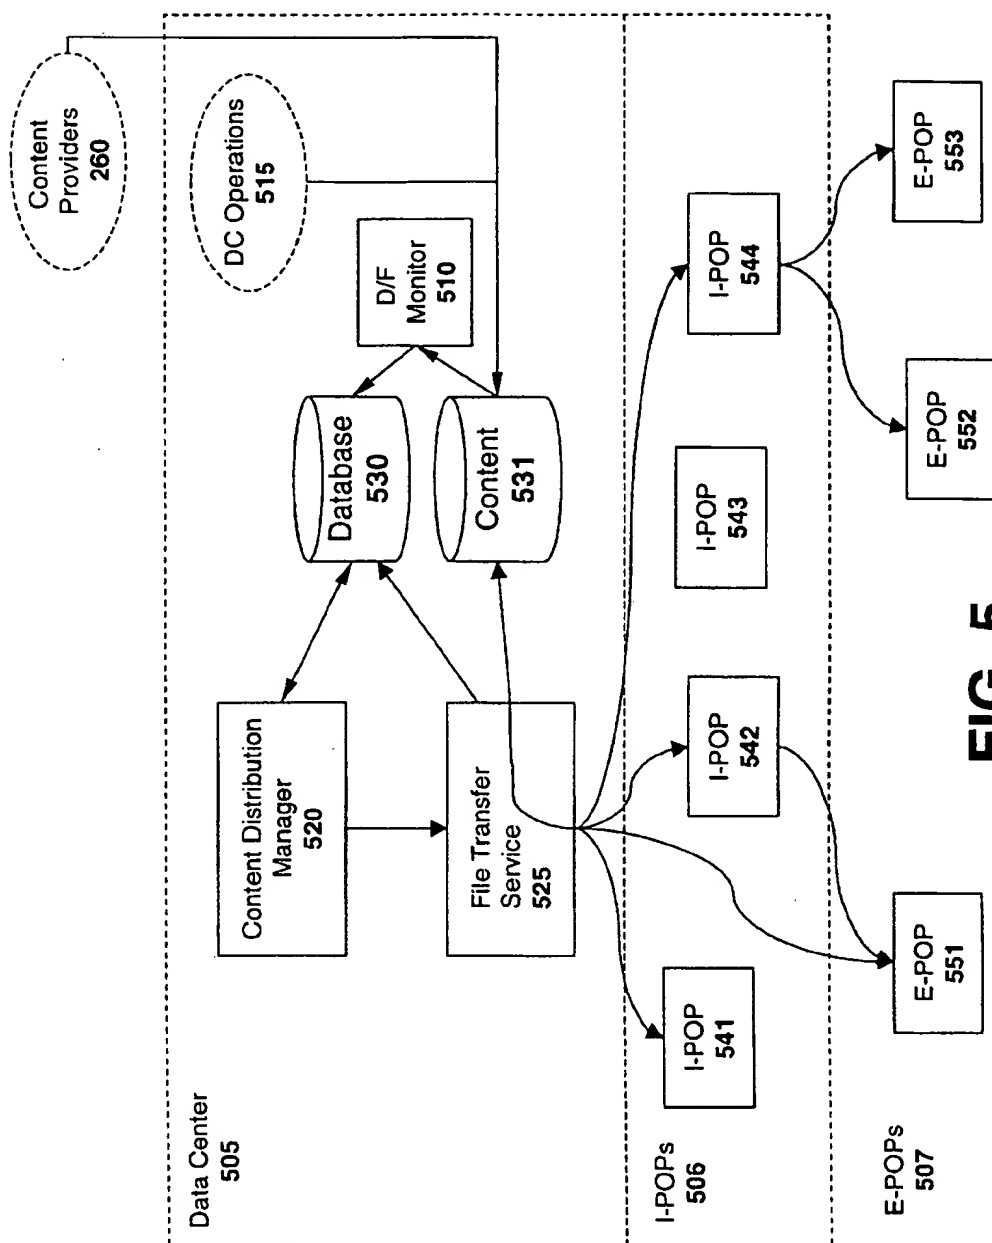 Content
Providers
260
Data Center
505
DC Operations
515
Content Distribution
Manager
520
Database
530
D/F
Monitor
510
File Transfer
Service
525
Content
531
I-POPs
506
I-POP
541
I-POP
542
I-POP
543
I-POP
544
E-POPs
507
E-POP
551
E-POP
552
E-POP
553
FIG. 5